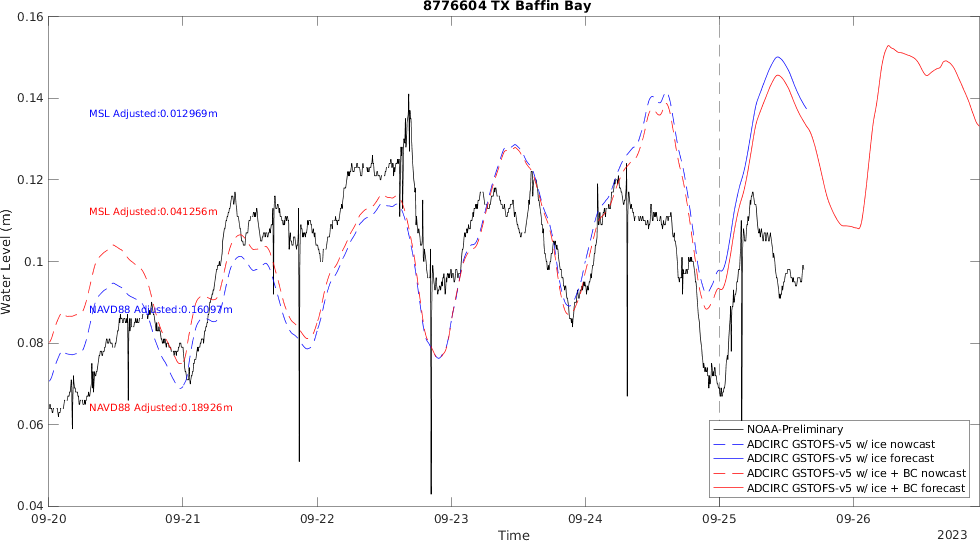 8776604 TX Baffin Bay
0.16
0.14
0.12
0.1
0.08
0.06
0.04
Water Level (m)
MSL Adjusted:0.012969m
MSL Adjusted:0.041256m
NAVD88 Adjusted:0.16097m
NAVD88 Adjusted:0.18926m
NOAA-Preliminary
ADCIRC GSTOFS-v5 w/ ice nowcast
ADCIRC GSTOFS-v5 w/ ice forecast
ADCIRC GSTOFS-v5 w/ ice + BC nowcast
ADCIRC GSTOFS-v5 w/ ice + BC forecast
09-20 09-21 09-22 09-23 09-24 09-25 09-26
Time
2023